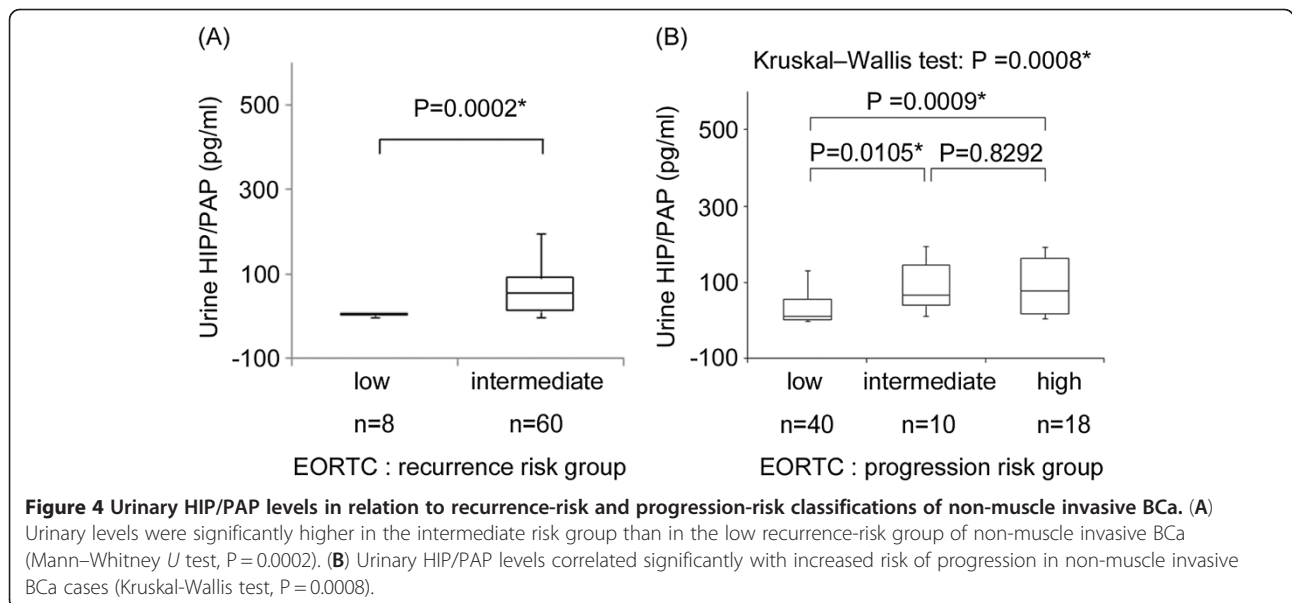 (A)
Urine HIP/PAP (pg/ml)
500
300
100
-100
P=0.0002*
low
intermediate
n=8
n=60
EORTC : recurrence risk group
(B)
Kruskal–Wallis test: P =0.0008*
Urine HIP/PAP (pg/ml)
500
300
100
-100
P =0.0009*
P=0.0105*
P=0.8292
low
intermediate
high
n=40
n=10
n=18
EORTC : progression risk group
Figure 4 Urinary HIP/PAP levels in relation to recurrence-risk and progression-risk classifications of non-muscle invasive BCa. (A)
Urinary levels were significantly higher in the intermediate risk group than in the low recurrence-risk group of non-muscle invasive BCa
(Mann–Whitney U test, P = 0.0002). (B) Urinary HIP/PAP levels correlated significantly with increased risk of progression in non-muscle invasive
BCa cases (Kruskal-Wallis test, P = 0.0008).